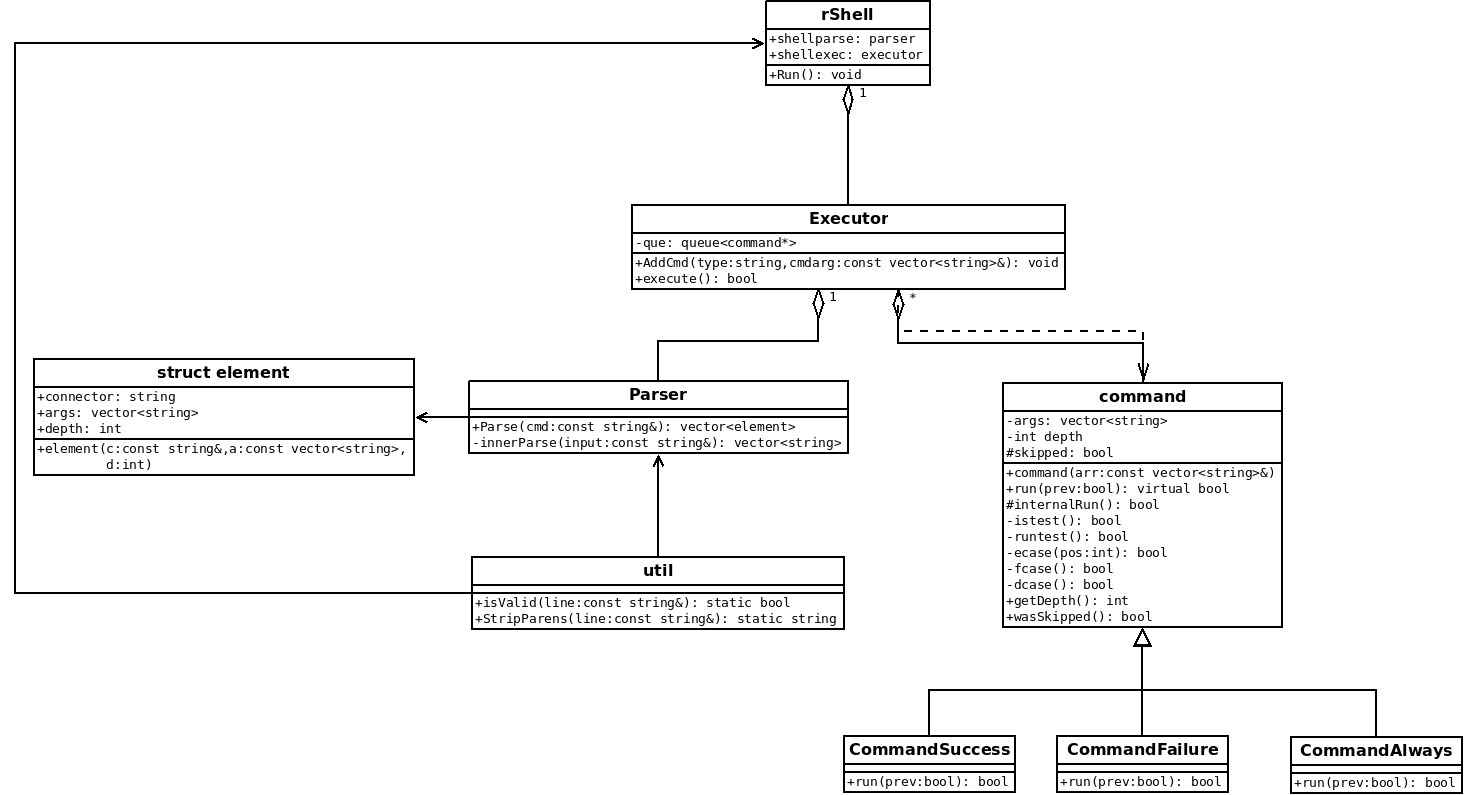 rShell
+shellparse: parser
+shellexec: executor
+Run(): void
1
Executor
-que: queue<command*>
+AddCmd(type:string,cmdarg:const vector<string>&): void
+execute(): bool
1
*
struct element
+connector: string
+args: vector<string>
+depth: int
+element(c:const string&,a:const vector<string>,
d:int)
Parser
+Parse(cmd:const string&): vector<element>
-innerParse(input:const string&): vector<string>
command
-args: vector<string>
-int depth
#skipped: bool
+command(arr:const vector<string>&)
+run(prev:bool): virtual bool
#internalRun(): bool
-istest(): bool
-runtest(): bool
-ecase(pos:int): bool
-fcase(): bool
-dcase(): bool
+getDepth(): int
+wasSkipped(): bool
util
+isValid(line:const string&): static bool
+StripParens(line:const string&): static string
CommandSuccess
+run(prev:bool): bool
CommandFailure
+run(prev:bool): bool
CommandAlways
+run(prev:bool): bool